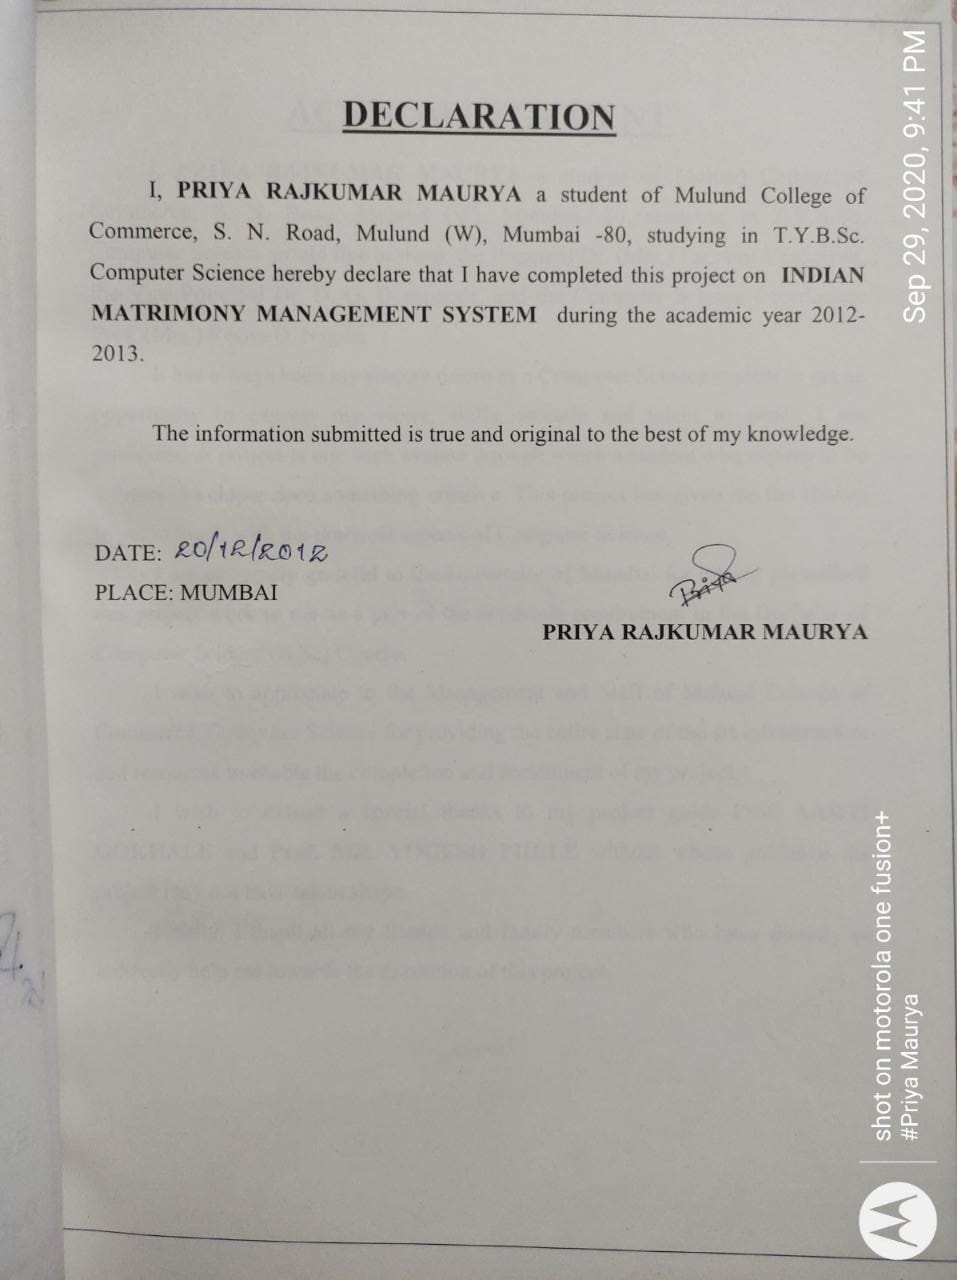 DECLARATION
I, PRIYA RAJKUMAR MAURYA a student of Mulund College of
Commerce, S. N. Road, Mulund (W), Mumbai -80, studying in T.Y.B.Sc.
Computer Science hereby declare that I have completed this project on INDIAN
MATRIMONY MANAGEMENT SYSTEM during the academic year 2012-
2013.
The information submitted is true and original to the best of my knowledge.
DATE: 20/12/2012
PLACE: MUMBAI
Priya
PRIYA RAJKUMAR MAURYA
Sep 29, 2020, 9:41 PM
shot on motorola one fusion+
#Priya Maurya